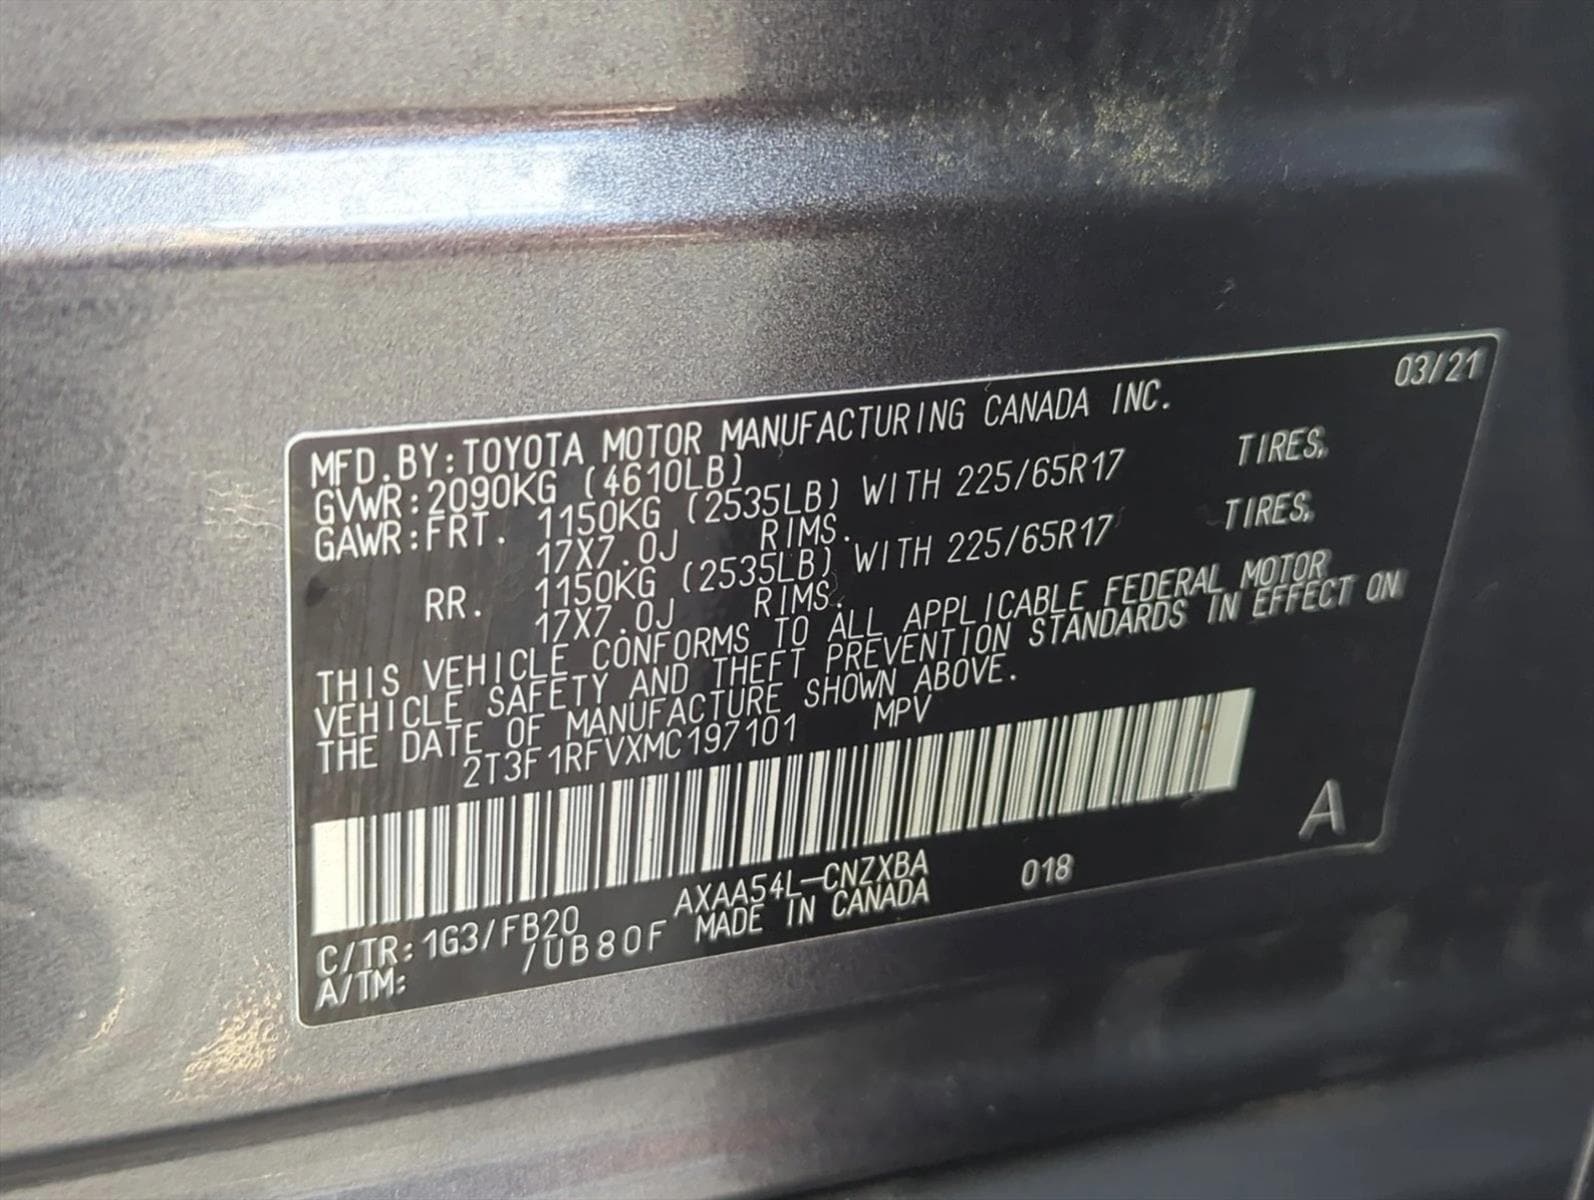 03/21
MFD.BY:TOYOTA MOTOR MANUFACTURING CANADA INC.
GVWR:2090KG (4610LB)
GAWR:FRT. 1150KG (2535LB) WITH 225/65R17 TIRES,
17X7.0J RIMS.
RR. 1150KG (2535LB) WITH 225/65R17 TIRES,
17X7.0J RIMS.
THIS VEHICLE CONFORMS TO ALL APPLICABLE FEDERAL MOTOR
VEHICLE SAFETY AND THEFT PREVENTION STANDARDS IN EFFECT ON
THE DATE OF MANUFACTURE SHOWN ABOVE.
2T3F1RFVXMC197101 MPV
A
AXAA54L-CNZXBA 018
C/TR:1G3/FB20 MADE IN CANADA
A/TM: /UB80F